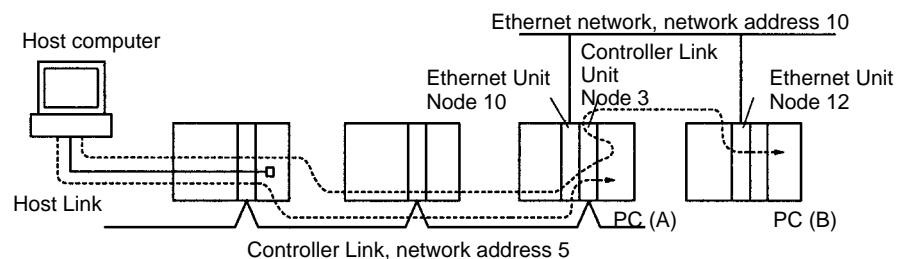 Ethernet network, network address 10
Host computer
Controller Link
Unit
Node 3
Ethernet Unit
Node 10
Ethernet Unit
Node 12
Host Link
PC (A)
PC (B)
Controller Link, network address 5